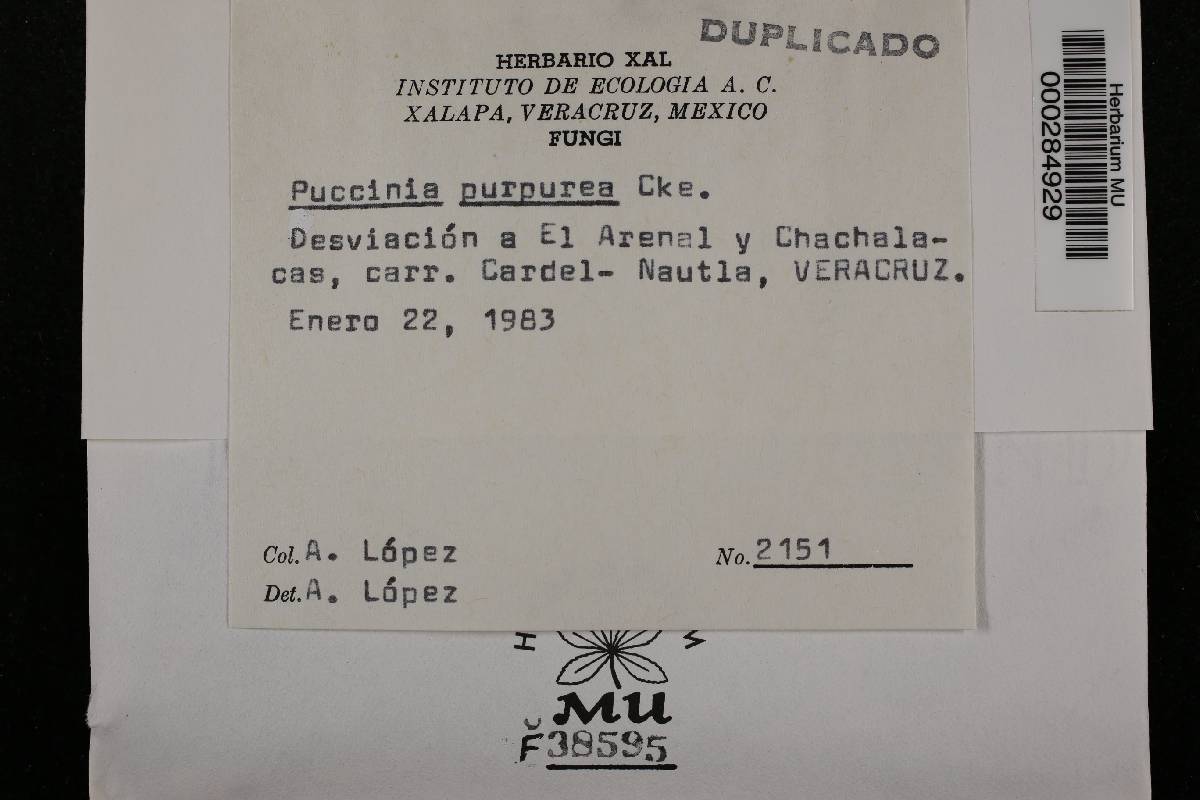 DUPLICADO
HERBARIO XAL
INSTITUTO DE ECOLOGIA A. C.
XALAPA, VERACRUZ, MEXICO
FUNGI
Puccinia purpurea Cke.
Desviación a El Arenal y Chachala-
cas, carr. Cardel- Nautla, VERACRUZ.
Enero 22, 1983
Col. A. López
No. 2151
Det. A. López
Herbarium MU
000284929
MU
F 38595